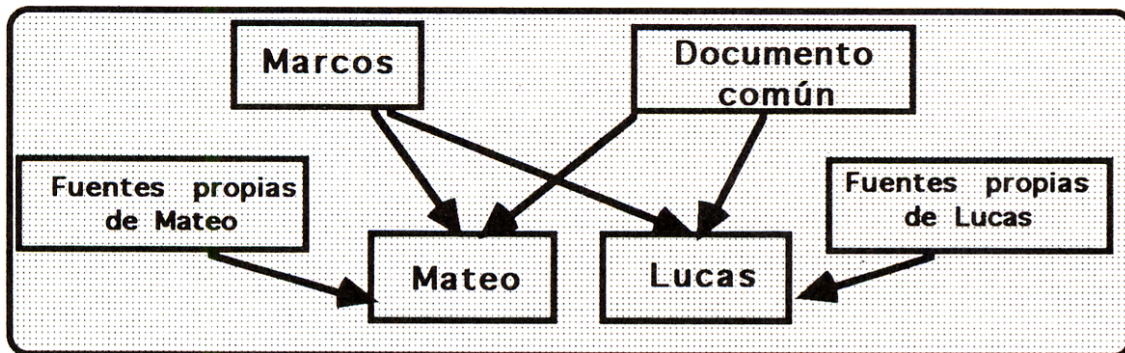 Marcos
Documento
común
Fuentes propias
de Mateo
Fuentes propias
de Lucas
Mateo
Lucas